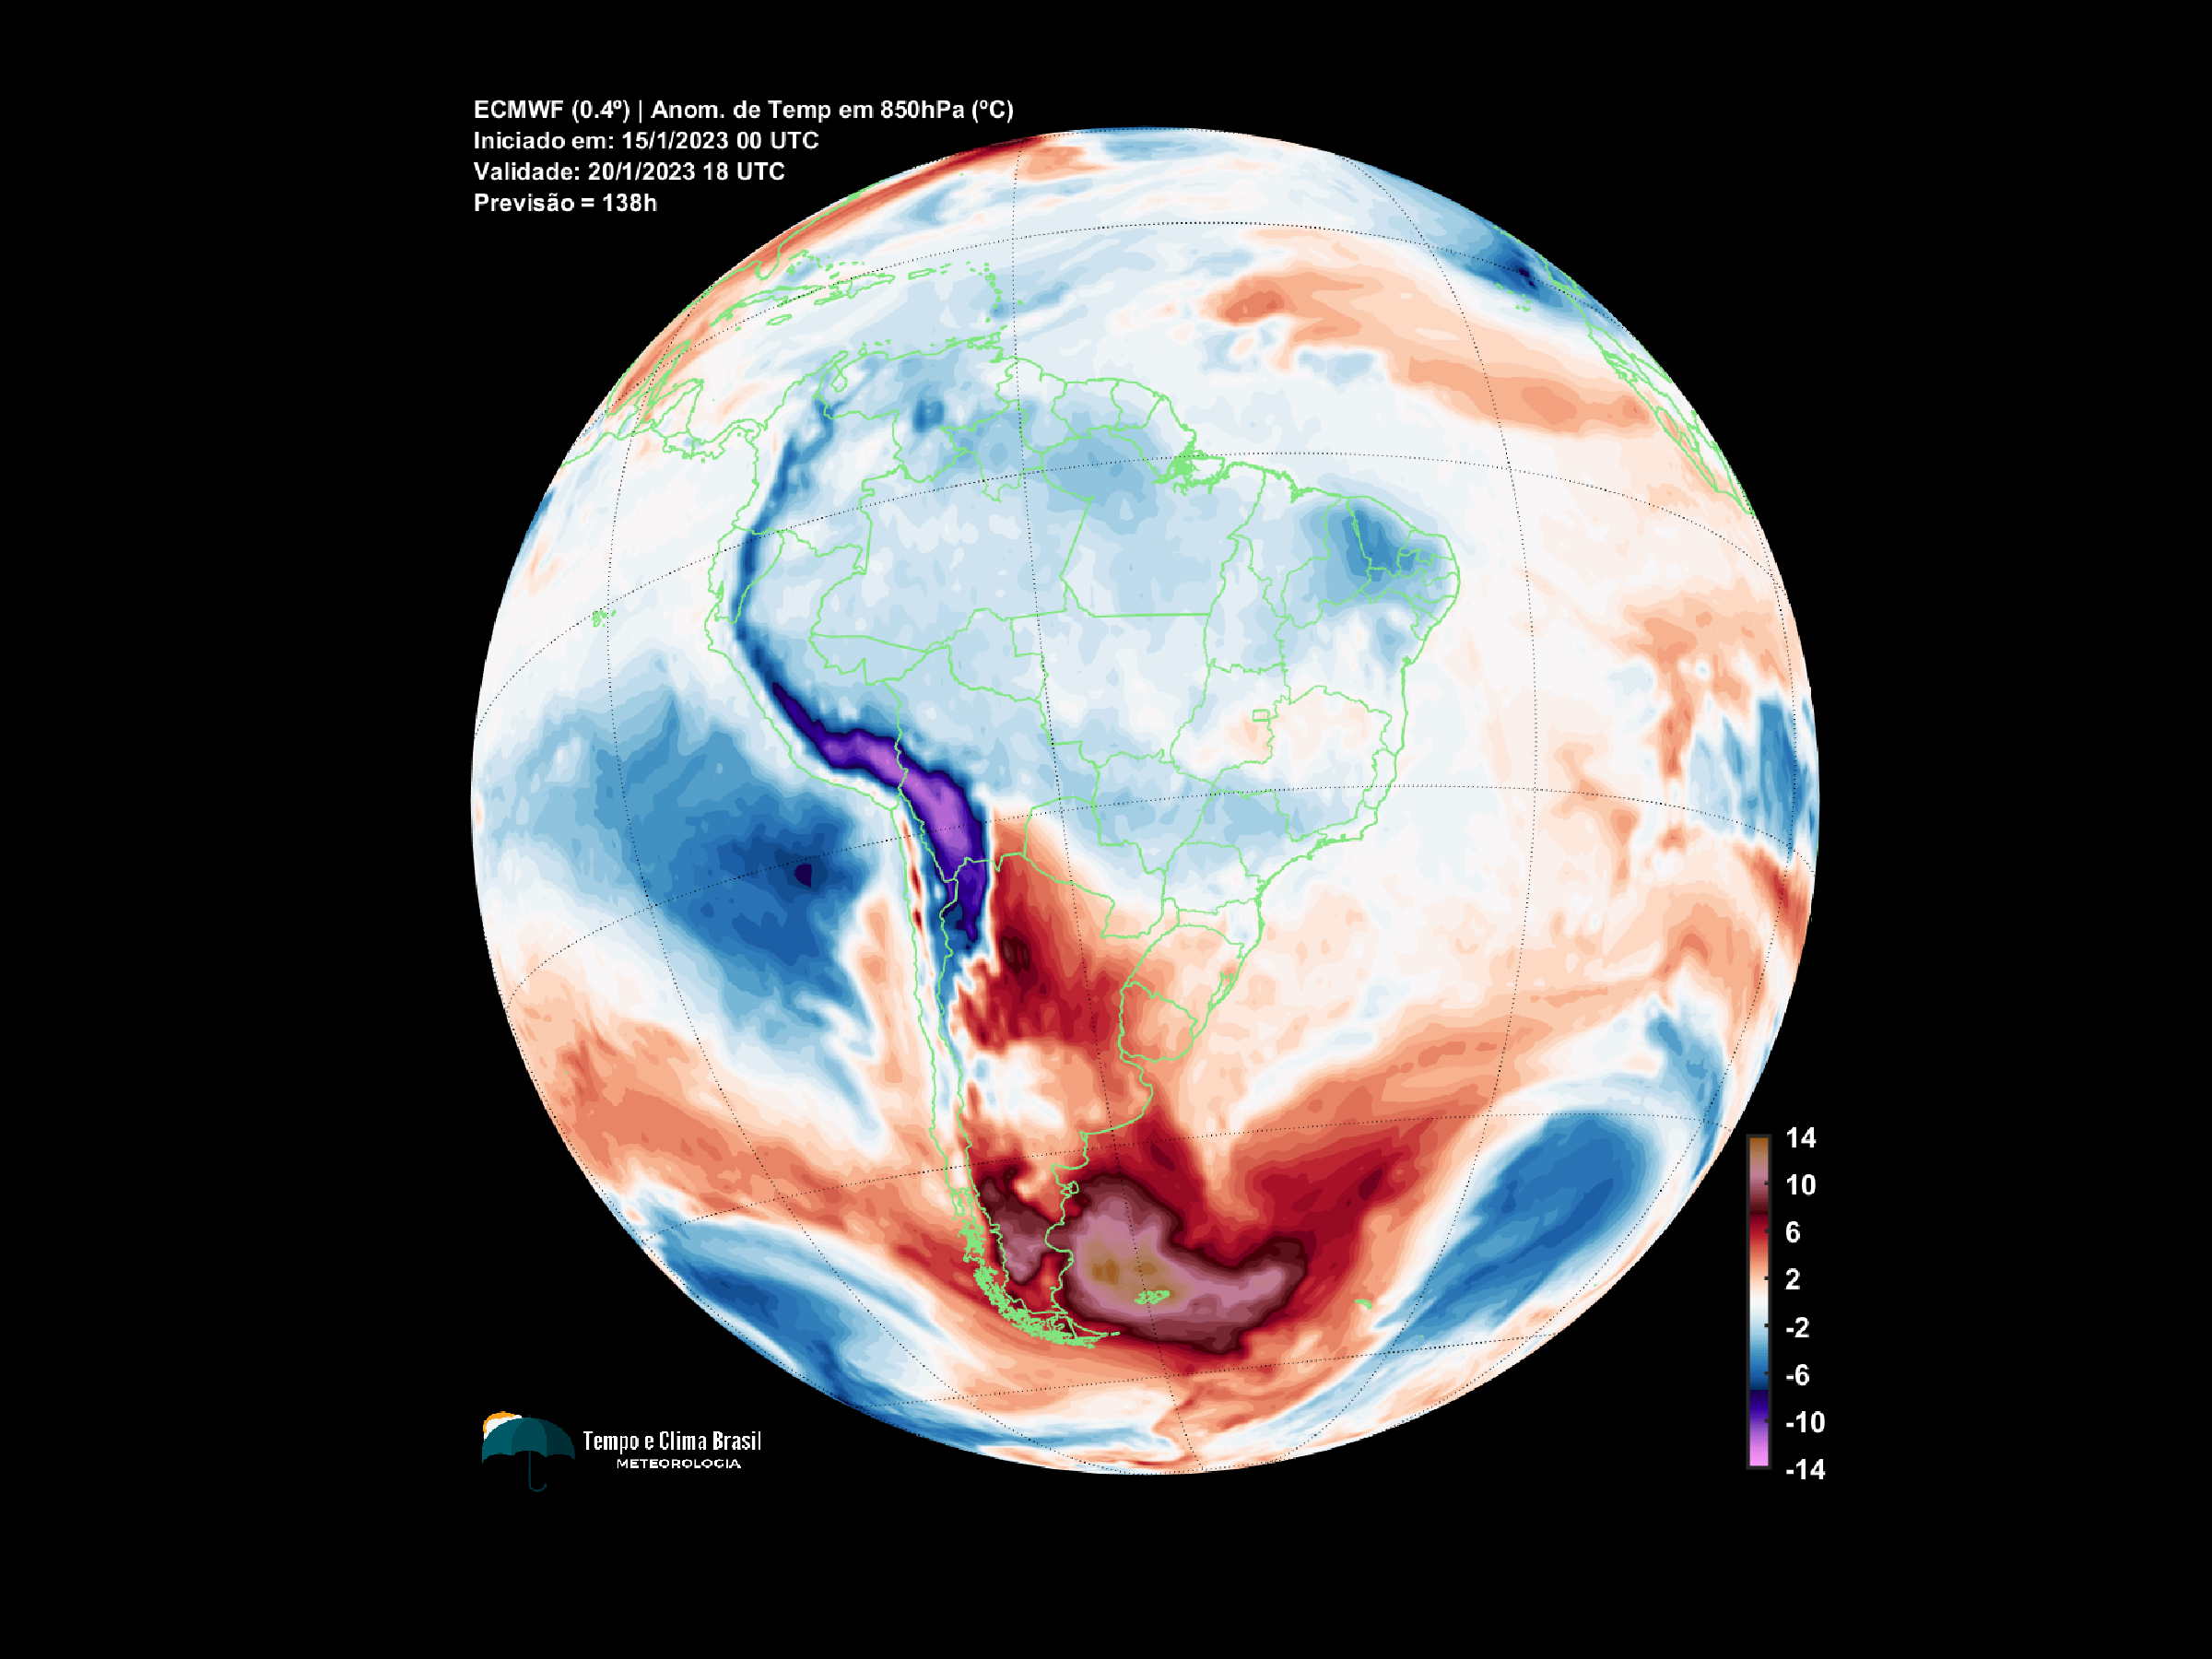 ECMWF (0.4º) | Anom. de Temp em 850hPa (ºC)
Iniciado em: 15/1/2023 00 UTC
Validade: 20/1/2023 18 UTC
Previsão = 138h
14
10
6
2
-2
-6
-10
-14
Tempo e Clima Brasil
METEOROLOGIA